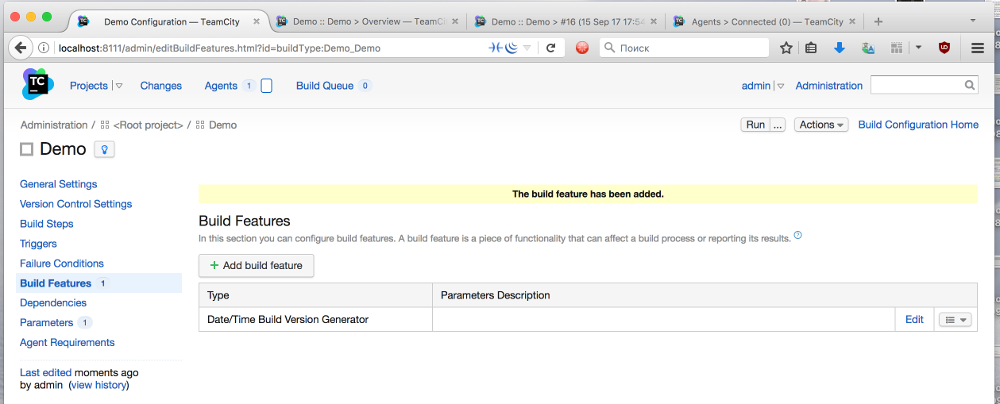 Demo Configuration — TeamCity
Demo :: Demo > Overview — TeamC
Demo :: Demo > #16 (15 Sep 17 17:54
Agents > Connected (0) — TeamCity
localhost:8111/admin/editBuildFeatures.html?id=buildType:Demo_Demo
Поиск
TC
Projects
Changes
Agents 1
Build Queue 0
admin
Administration
Administration / <Root project> / Demo
Run ...
Actions
Build Configuration Home
Demo
General Settings
Version Control Settings
Build Steps
Triggers
Failure Conditions
Build Features 1
Dependencies
Parameters 1
Agent Requirements
Last edited moments ago
by admin (view history)
The build feature has been added.
Build Features
In this section you can configure build features. A build feature is a piece of functionality that can affect a build process or reporting its results. ?
+ Add build feature
Type Parameters Description
Date/Time Build Version Generator Edit